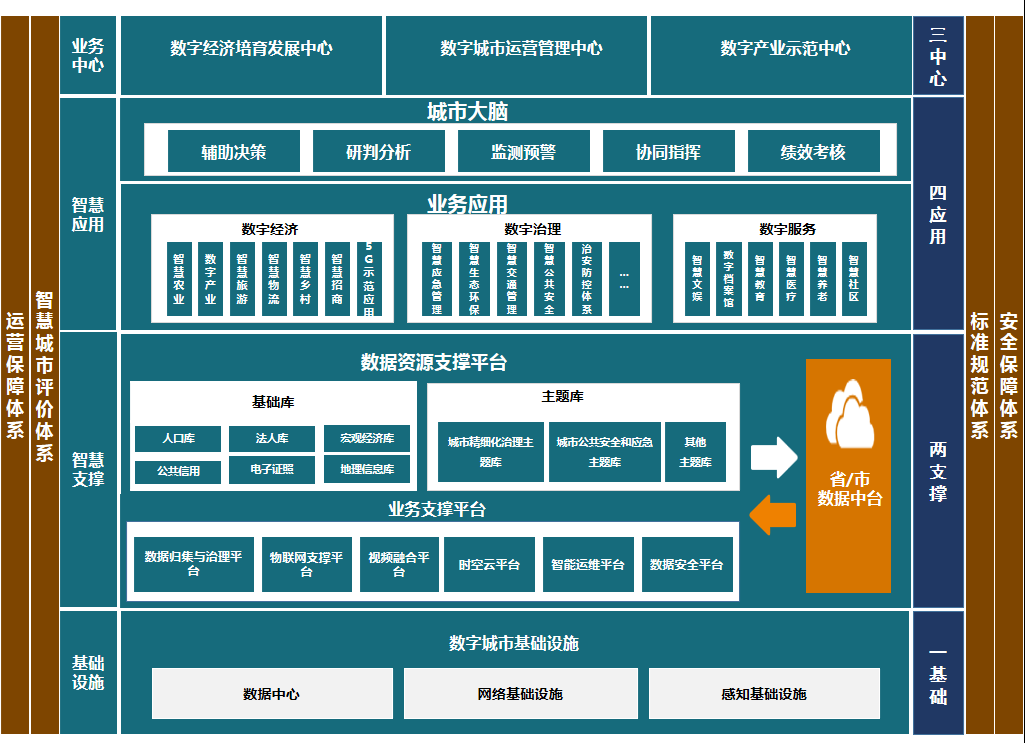 运营保障体系
智慧城市评价体系
业务
中心
数字经济培育发展中心
数字城市运营管理中心
数字产业示范中心
三中心
智慧
应用
城市大脑
辅助决策
研判分析
监测预警
协同指挥
绩效考核
业务应用
数字经济
智慧农业
数字产业
智慧旅游
智慧物流
智慧乡村
智慧招商
5G示范应用
数字治理
智慧应急管理
智慧生态环保
智慧交通管理
智慧公共安全
治安防控体系
……
数字服务
智慧文娱
数字档案馆
智慧教育
智慧医疗
智慧养老
智慧社区
四应用
智慧
支撑
数据资源支撑平台
基础库
人口库
法人库
宏观经济库
公共信用
电子证照
地理信息库
主题库
城市精细化治理主
题库
城市公共安全和应急
主题库
其他
主题库
业务支撑平台
数据归集与治理平
台
物联网支撑平
台
视频融合平
台
时空云平台
智能运维平台
数据安全平台
省/市
数据中台
两支撑
基础
设施
数字城市基础设施
数据中心
网络基础设施
感知基础设施
一基础
标准规范体系
安全保障体系